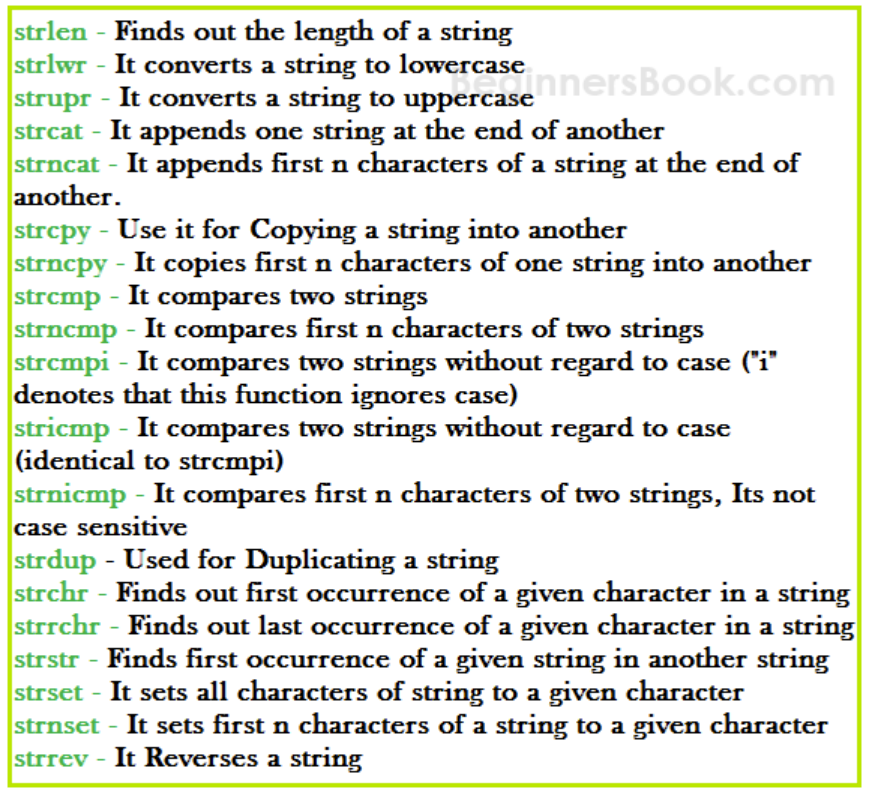 strlen - Finds out the length of a string
strlwr - It converts a string to lowercase
BeginnersBook.com
strupr - It converts a string to uppercase
strcat - It appends one string at the end of another
strncat - It appends first n characters of a string at the end of
another.
strcpy - Use it for Copying a string into another
strncpy - It copies first n characters of one string into another
strcmp - It compares two strings
strncmp - It compares first n characters of two strings
strcmpi - It compares two strings without regard to case ("i"
denotes that this function ignores case)
stricmp - It compares two strings without regard to case
(identical to strcmpi)
strnicmp - It compares first n characters of two strings, Its not
case sensitive
strdup - Used for Duplicating a string
strchr - Finds out first occurrence of a given character in a string
strrchr - Finds out last occurrence of a given character in a string
strstr - Finds first occurrence of a given string in another string
strset - It sets all characters of string to a given character
strnset - It sets first n characters of a string to a given character
strrev - It Reverses a string